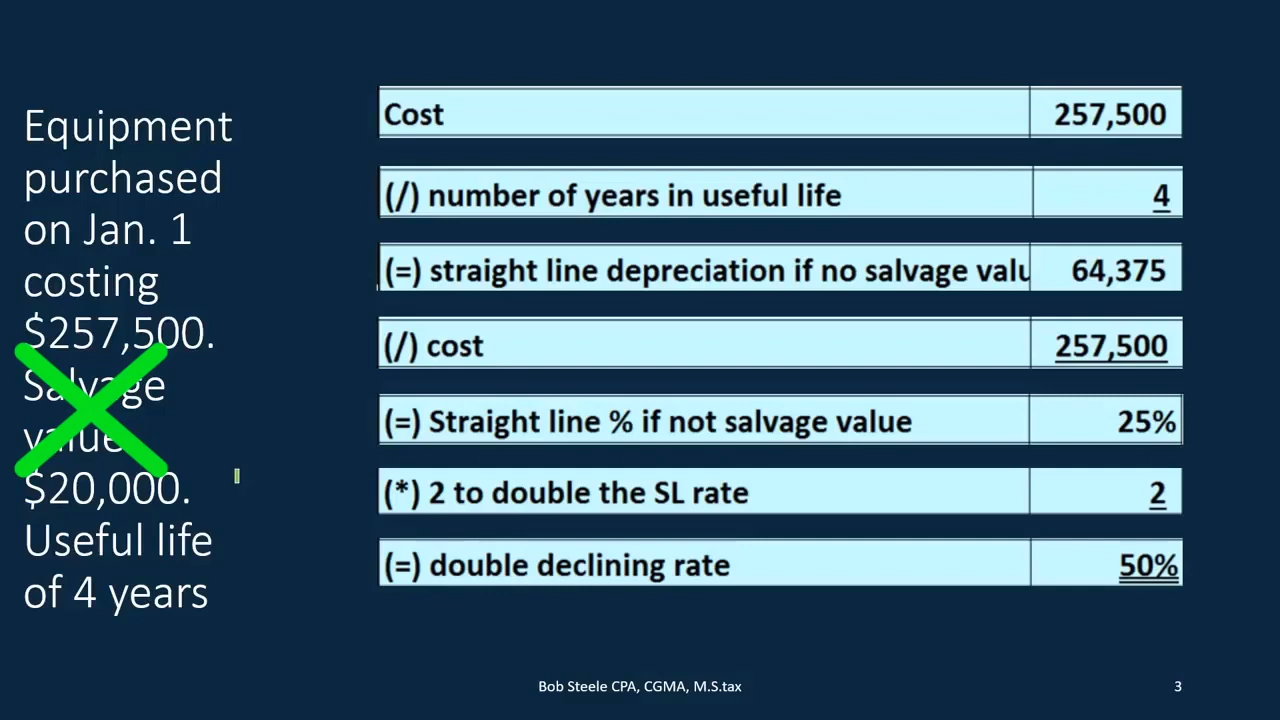 Equipment
purchased
on Jan. 1
costing
$257,500.
Salvage
value
$20,000.
Useful life
of 4 years
Cost 257,500
(/) number of years in useful life 4
(=) straight line depreciation if no salvage valu 64,375
(/) cost 257,500
(=) Straight line % if not salvage value 25%
(*) 2 to double the SL rate 2
(=) double declining rate 50%
Bob Steele CPA, CGMA, M.S.tax 3